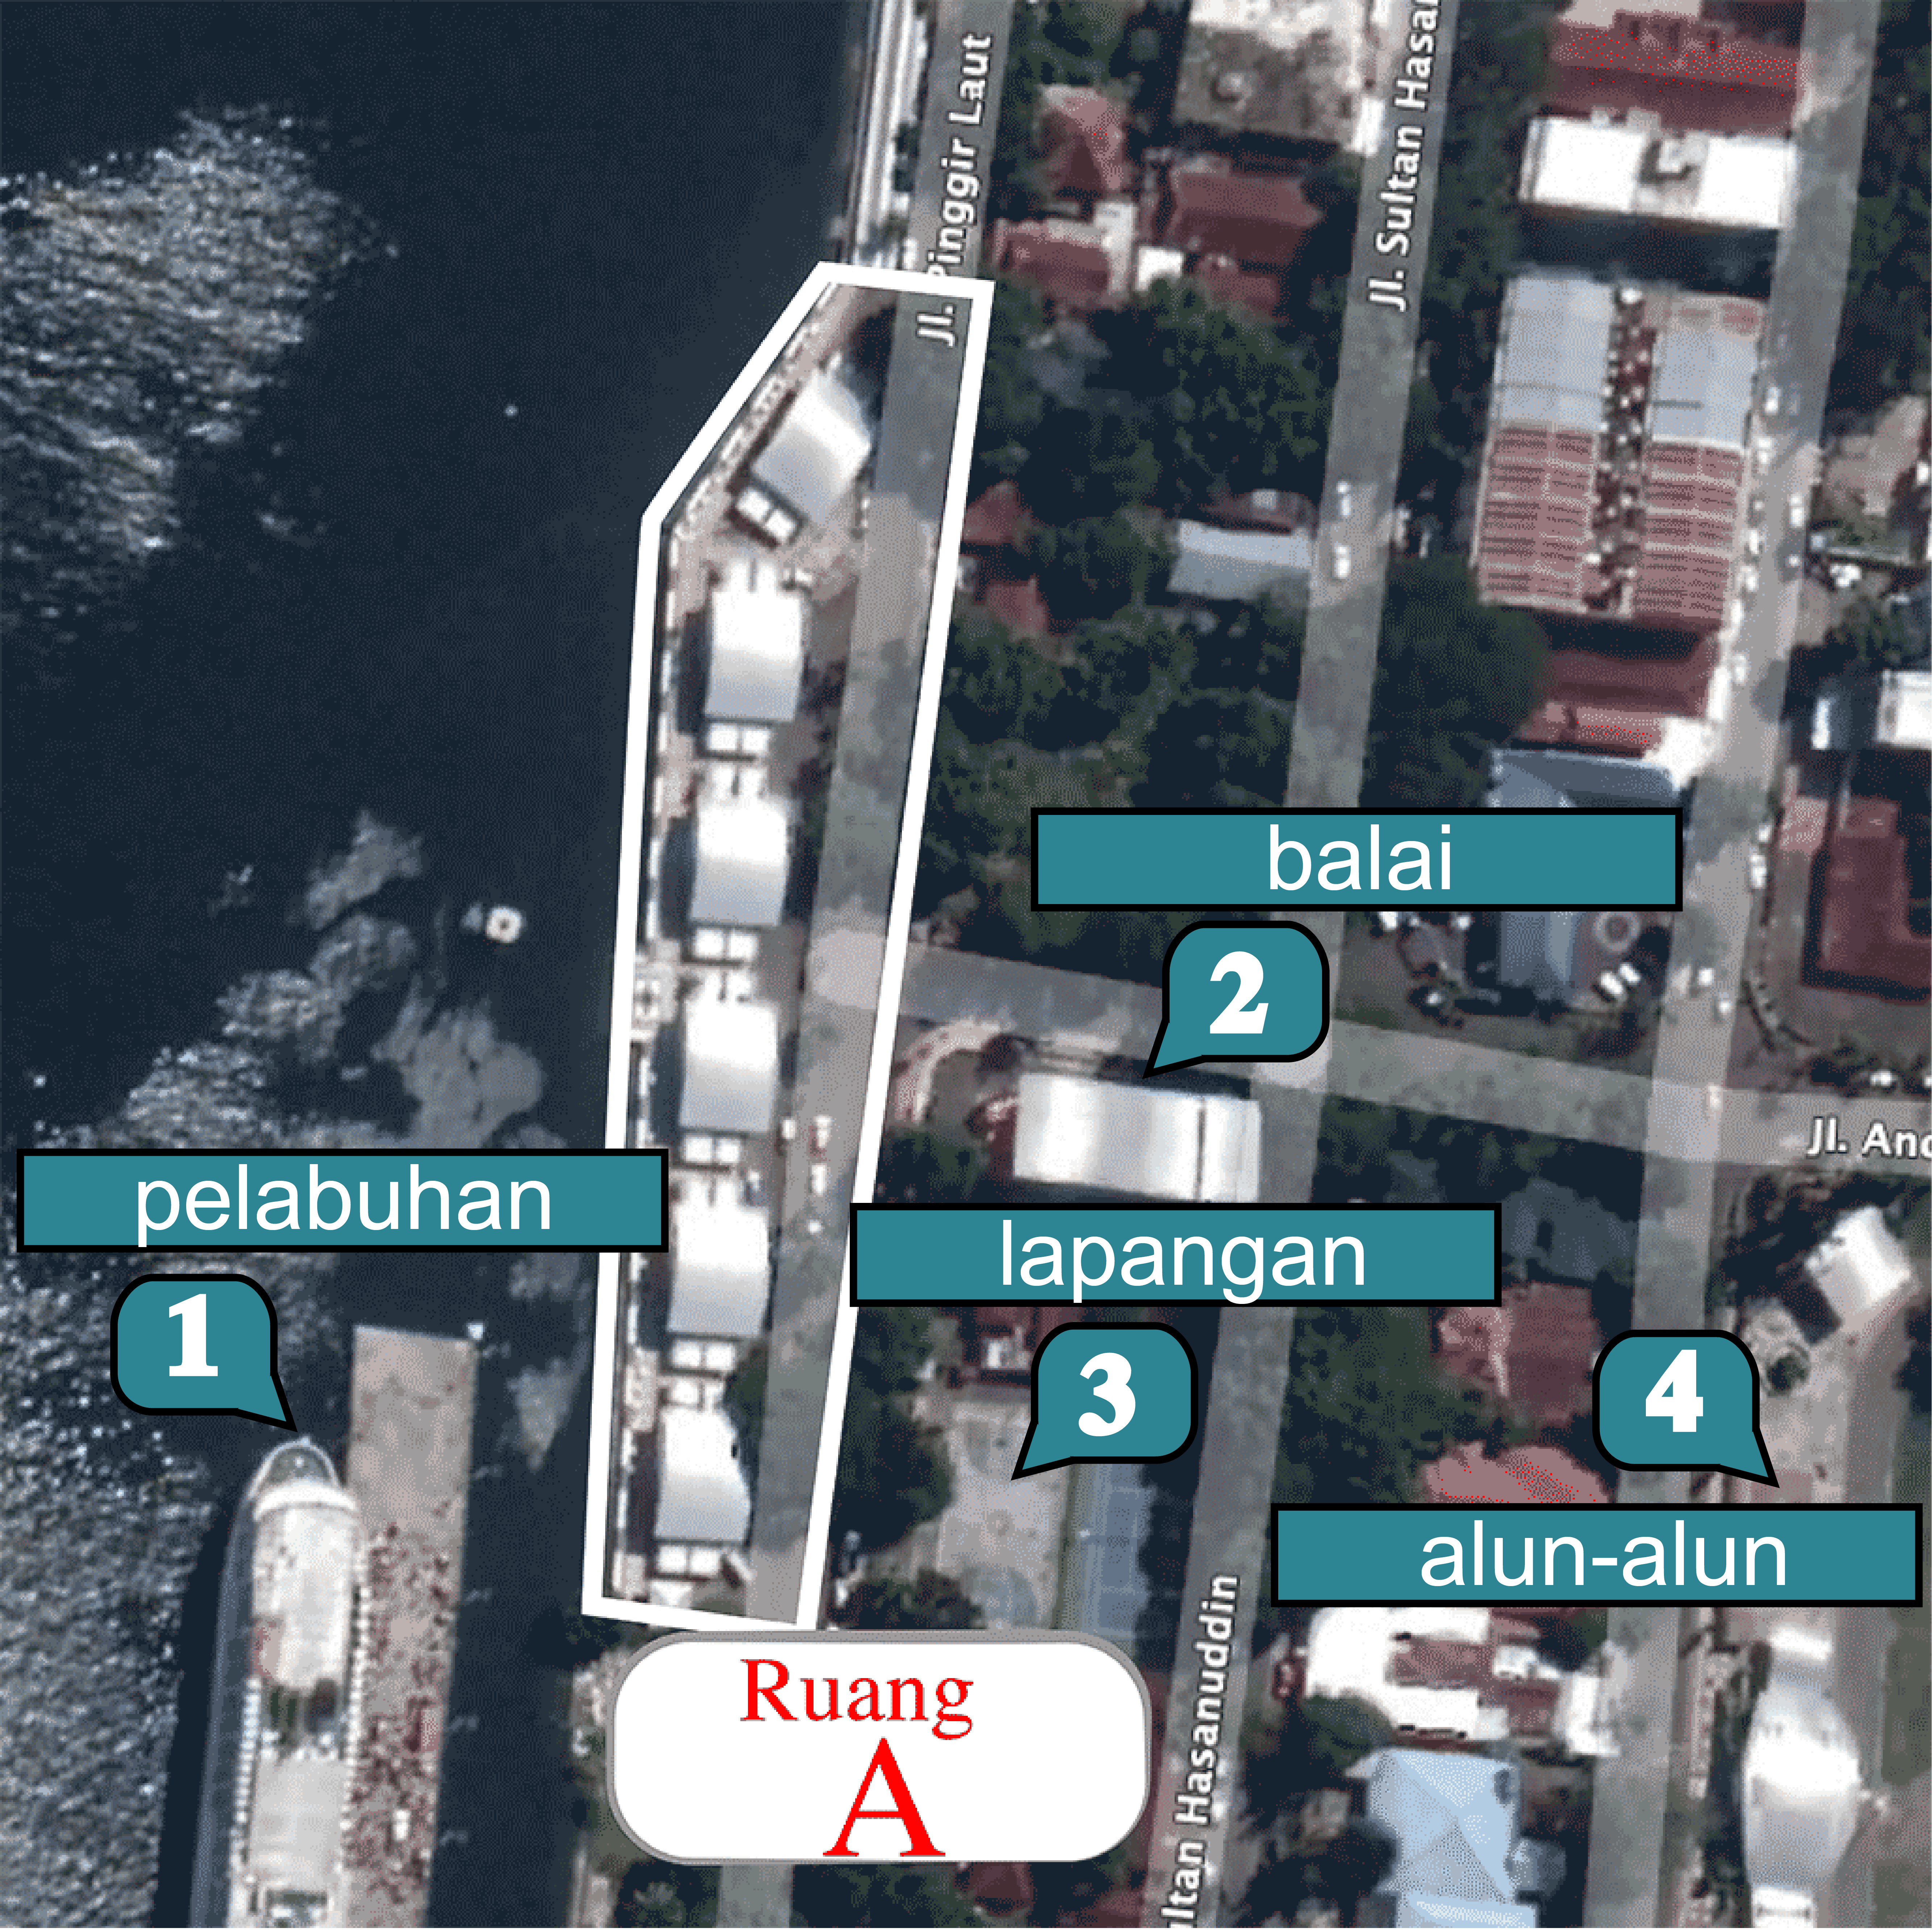 Jl. Pinggir Laut
Jl. Sultan Hasan
balai
2
Jl. And
pelabuhan
1
lapangan
3
4
alun-alun
Ruang
A
ultan Hasanuddin